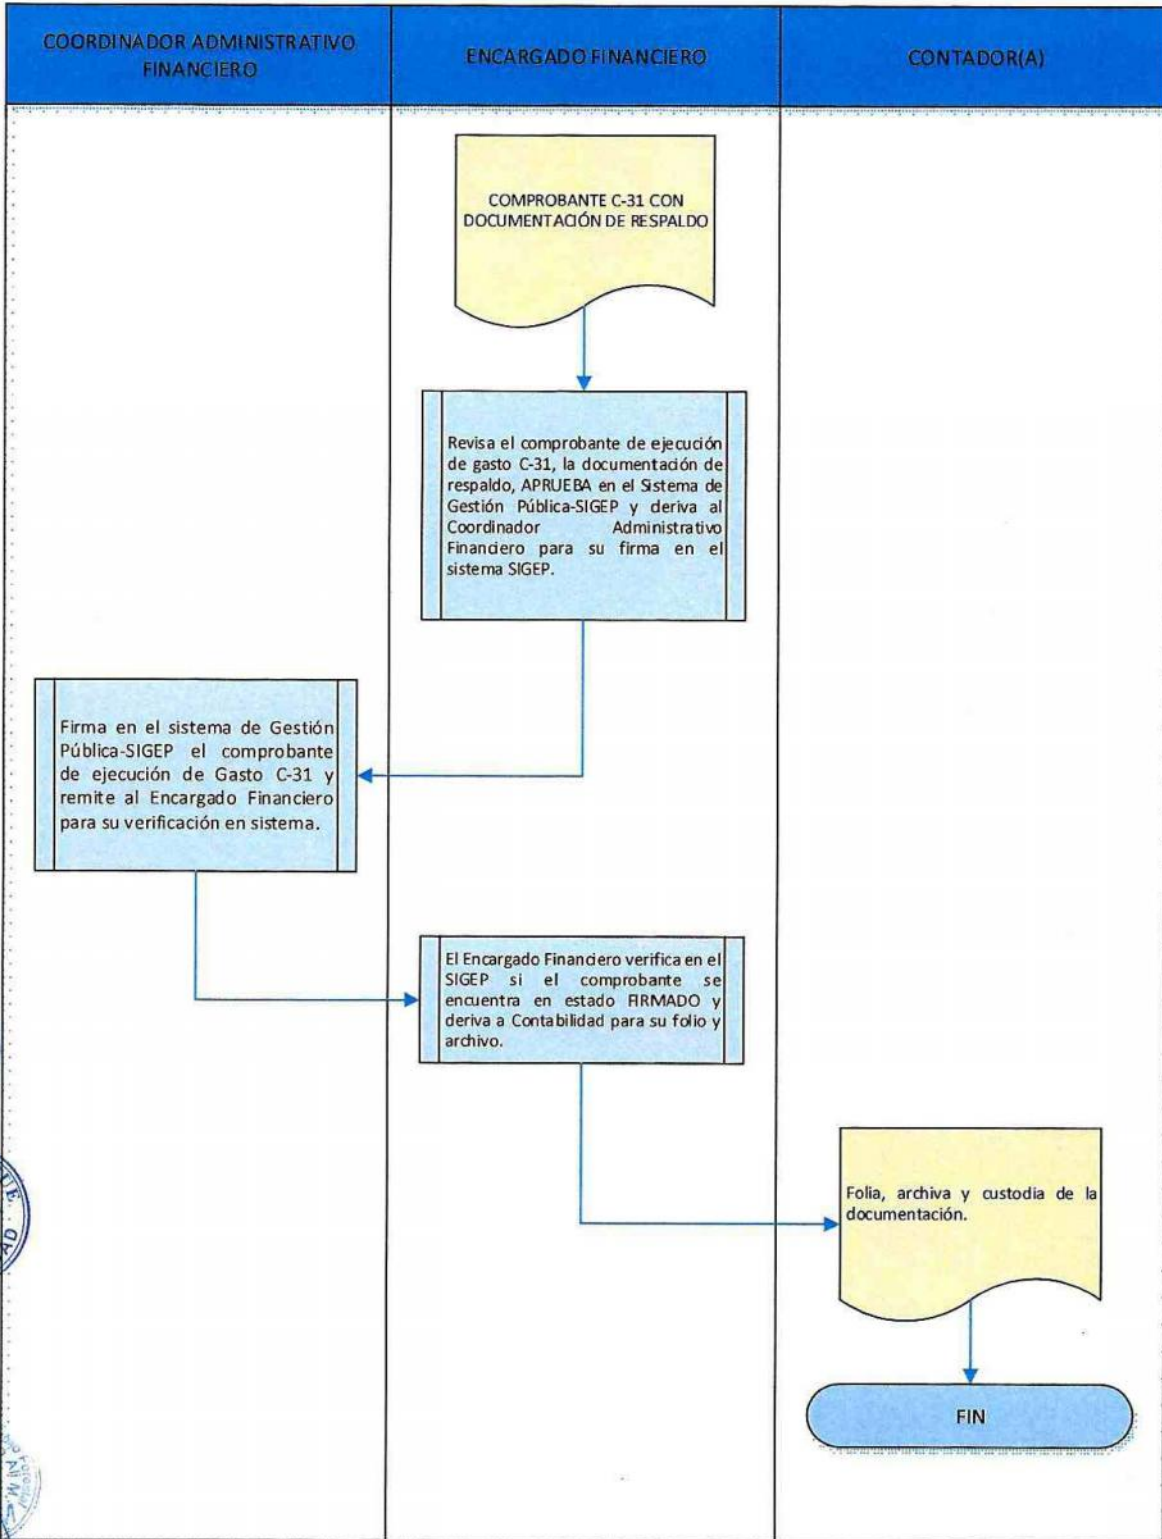 COORDINADOR ADMINISTRATIVO
FINANCIERO
ENCARGADO FINANCIERO
CONTADOR(A)
COMPROBANTE C-31 CON
DOCUMENTACIÓN DE RESPALDO
Revisa el comprobante de ejecución
de gasto C-31, la documentación de
respaldo, APRUEBA en el Sistema de
Gestión Pública-SIGEP y deriva al
Coordinador Administrativo
Financiero para su firma en el
sistema SIGEP.
Firma en el sistema de Gestión
Pública-SIGEP el comprobante
de ejecución de Gasto C-31 y
remite al Encargado Financiero
para su verificación en sistema.
El Encargado Financiero verifica en el
SIGEP si el comprobante se
encuentra en estado FIRMADO y
deriva a Contabilidad para su folio y
archivo.
Folia, archiva y custodia de la
documentación.
FIN